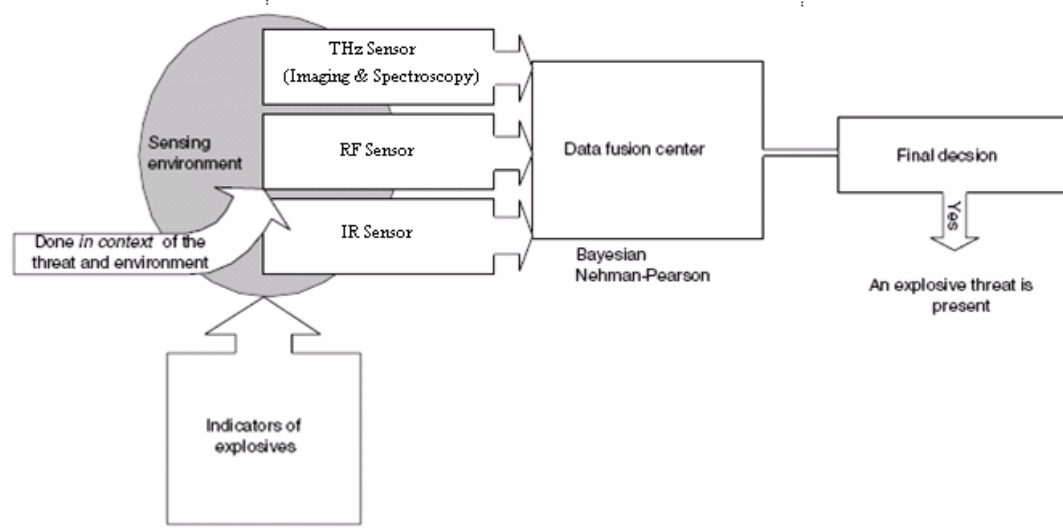 THz Sensor
(Imaging & Spectroscopy)
Sensing
environment
RF Sensor
Data fusion center
Final decsion
IR Sensor
Done in context of the
threat and environment
Bayesian
Nehman-Pearson
Yes
An explosive threat is
present
Indicators of
explosives